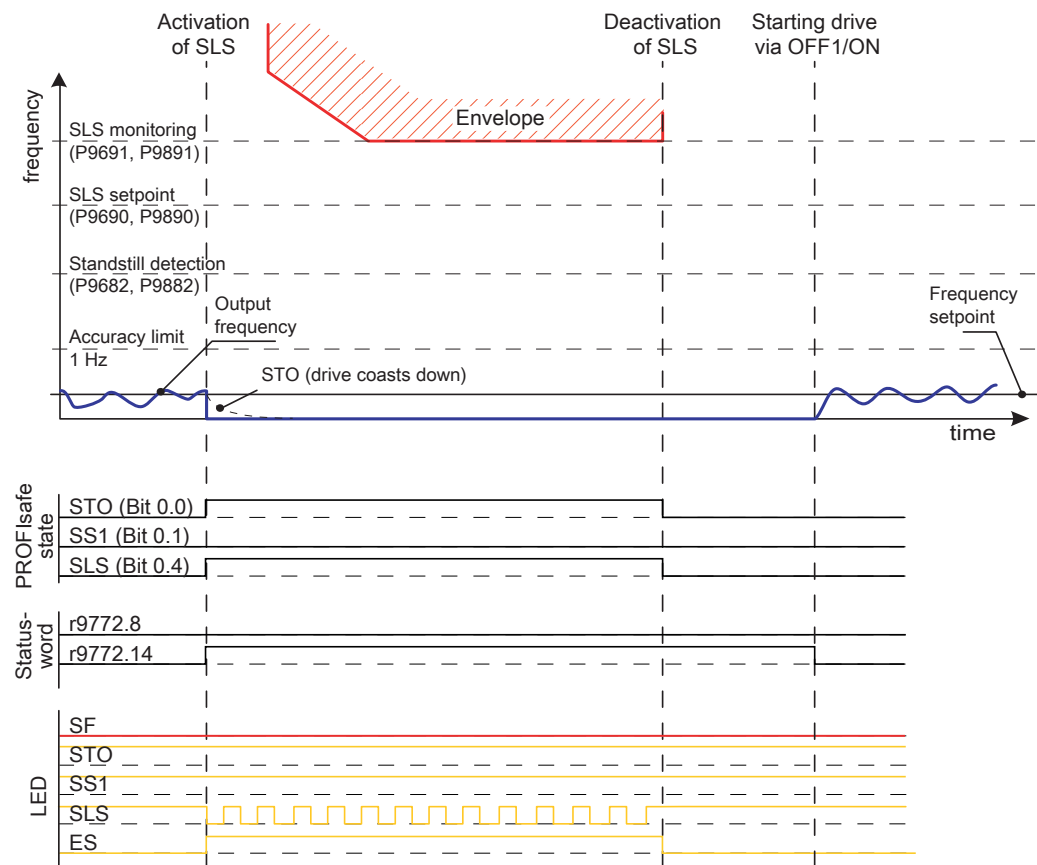 Activation
of SLS
Deactivation
of SLS
Starting drive
via OFF1/ON
frequency
Envelope
SLS monitoring
(P9691, P9891)
SLS setpoint
(P9690, P9890)
Standstill detection
(P9682, P9882)
Output
frequency
Frequency
setpoint
Accuracy limit
1 Hz
STO (drive coasts down)
time
PROFIsafe
state
STO (Bit 0.0)
SS1 (Bit 0.1)
SLS (Bit 0.4)
Status-
word
r9772.8
r9772.14
LED
SF
STO
SS1
SLS
ES